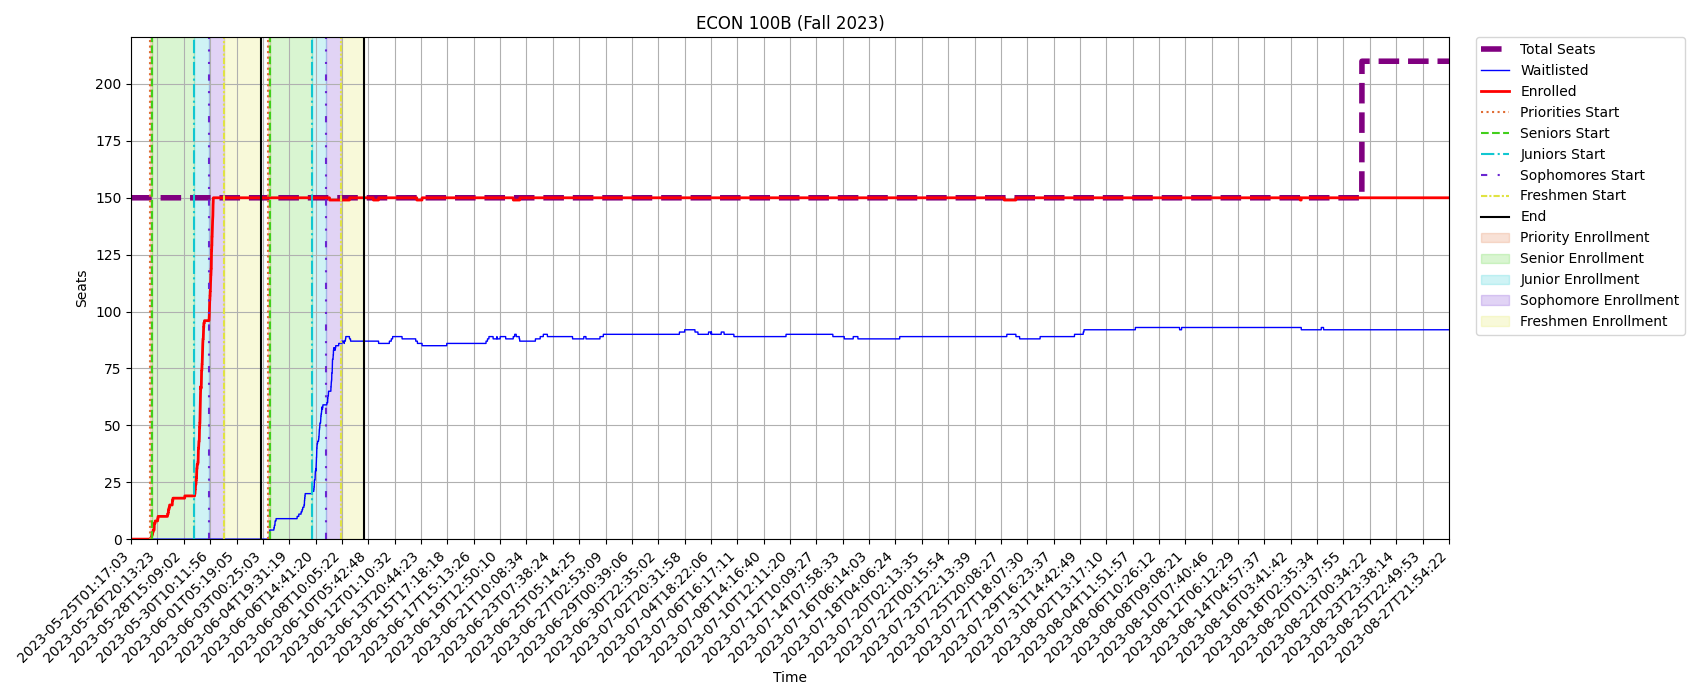 ECON 100B (Fall 2023)
Seats
200
175
150
125
100
75
50
25
0
2023-05-25T01:17:03
2023-05-26T20:13:23
2023-05-28T15:09:02
2023-05-30T10:11:56
2023-06-01T05:19:05
2023-06-03T00:25:03
2023-06-04T19:31:19
2023-06-06T14:41:20
2023-06-08T10:05:22
2023-06-10T05:42:48
2023-06-12T01:10:32
2023-06-13T20:44:23
2023-06-15T17:18:18
2023-06-17T15:13:26
2023-06-19T12:50:10
2023-06-21T10:08:34
2023-06-23T07:38:24
2023-06-25T05:14:25
2023-06-27T02:53:09
2023-06-29T00:39:06
2023-06-30T22:35:02
2023-07-02T20:31:58
2023-07-04T18:22:06
2023-07-06T16:17:11
2023-07-08T14:16:40
2023-07-10T12:11:20
2023-07-12T10:09:27
2023-07-14T07:58:33
2023-07-16T06:14:03
2023-07-18T04:06:24
2023-07-20T02:13:35
2023-07-22T00:15:54
2023-07-23T22:13:39
2023-07-25T20:08:27
2023-07-27T18:07:30
2023-07-29T16:23:37
2023-07-31T14:42:49
2023-08-02T13:17:10
2023-08-04T11:51:57
2023-08-06T10:26:12
2023-08-08T09:08:21
2023-08-10T07:40:46
2023-08-12T06:12:29
2023-08-14T04:57:37
2023-08-16T03:41:42
2023-08-18T02:35:34
2023-08-20T01:37:55
2023-08-22T00:34:22
2023-08-23T23:38:14
2023-08-25T22:49:53
2023-08-27T21:54:22
Time
Total Seats
Waitlisted
Enrolled
Priorities Start
Seniors Start
Juniors Start
Sophomores Start
Freshmen Start
End
Priority Enrollment
Senior Enrollment
Junior Enrollment
Sophomore Enrollment
Freshmen Enrollment